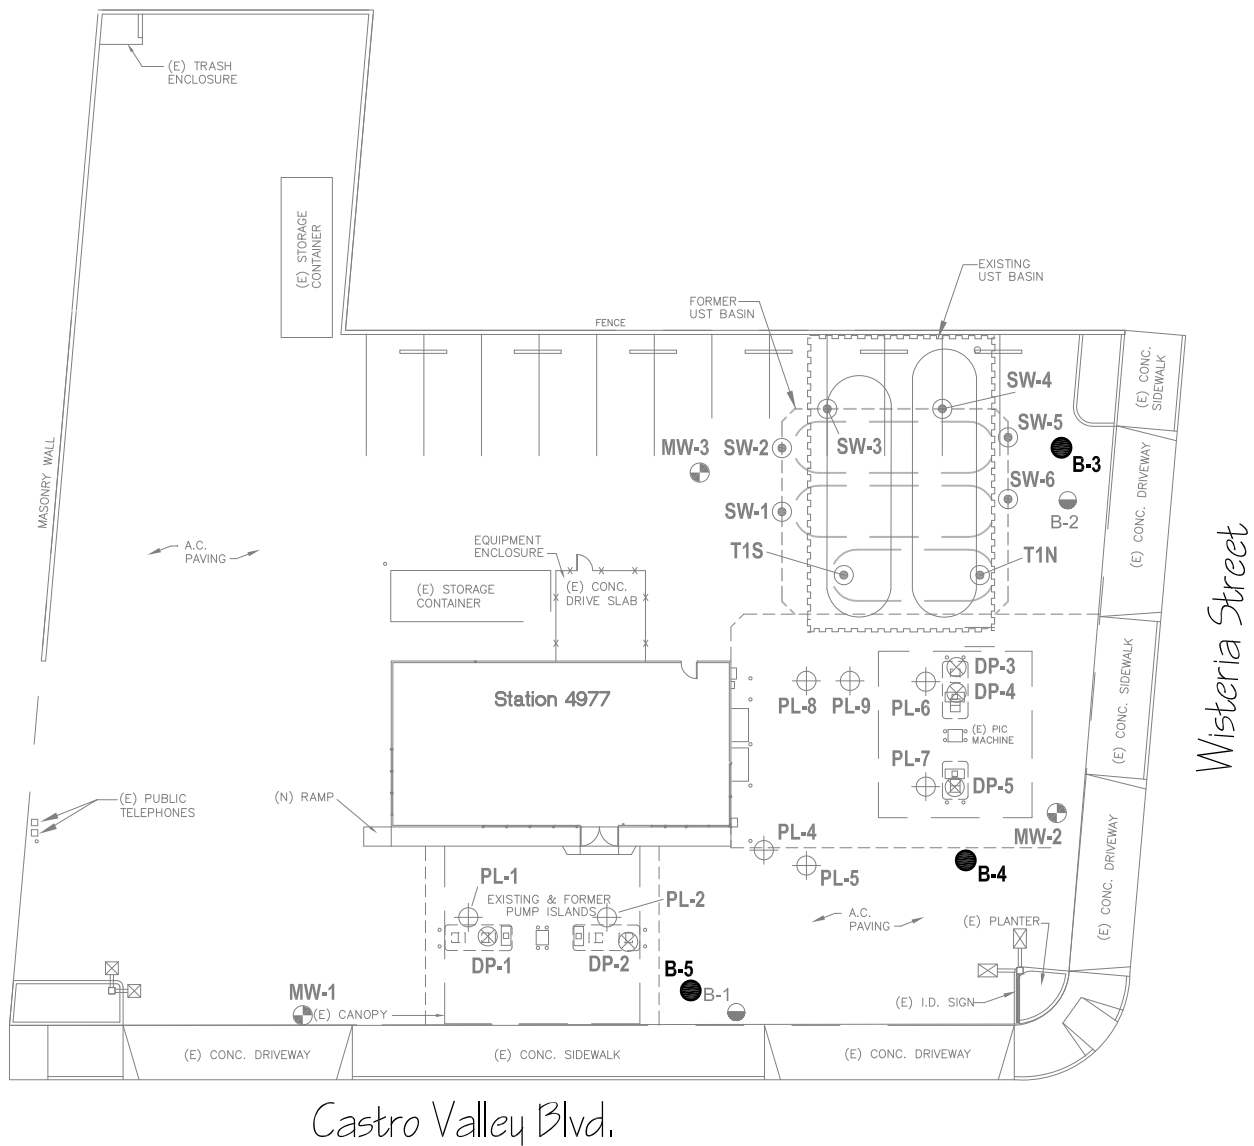 (E) TRASH
ENCLOSURE
(E) STORAGE
CONTAINER
EXISTING
UST BASIN
FORMER
UST BASIN
FENCE
(E) CONC.
SIDEWALK
SW-4
SW-5
SW-3
SW-2
MW-3
B-3
SW-6
B-2
SW-1
MASONRY WALL
(E) CONC. DRIVEWAY
A.C.
PAVING
EQUIPMENT
ENCLOSURE
T1S
T1N
(E) STORAGE
CONTAINER
(E) CONC.
DRIVE SLAB
Wisteria Street
Station 4977
DP-3
DP-4
PL-8
PL-9
PL-6
(E) PIC
MACHINE
(E) CONC. SIDEWALK
PL-7
DP-5
(E) PUBLIC
TELEPHONES
(N) RAMP
MW-2
PL-4
PL-5
B-4
PL-1
EXISTING & FORMER
PUMP ISLANDS
PL-2
A.C.
PAVING
(E) PLANTER
(E) CONC. DRIVEWAY
DP-1
DP-2
B-5
B-1
MW-1
(E) CANOPY
(E) I.D. SIGN
(E) CONC. DRIVEWAY
(E) CONC. SIDEWALK
(E) CONC. DRIVEWAY
Castro Valley Blvd.